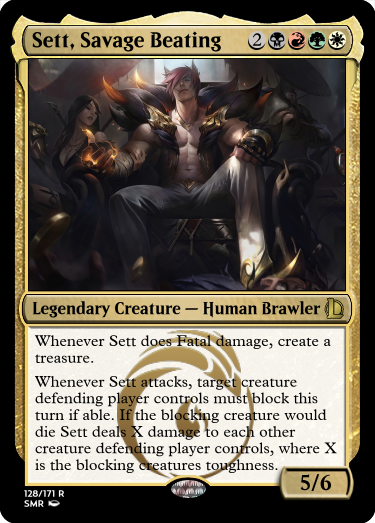 Sett, Savage Beating 2
Legendary Creature — Human Brawler
Whenever Sett does Fatal damage, create a
treasure.
Whenever Sett attacks, target creature
defending player controls must block this
turn if able. If the blocking creature would
die Sett deals X damage to each other
creature defending player controls, where X
is the blocking creatures toughness.
5/6
128/171 R
SMR